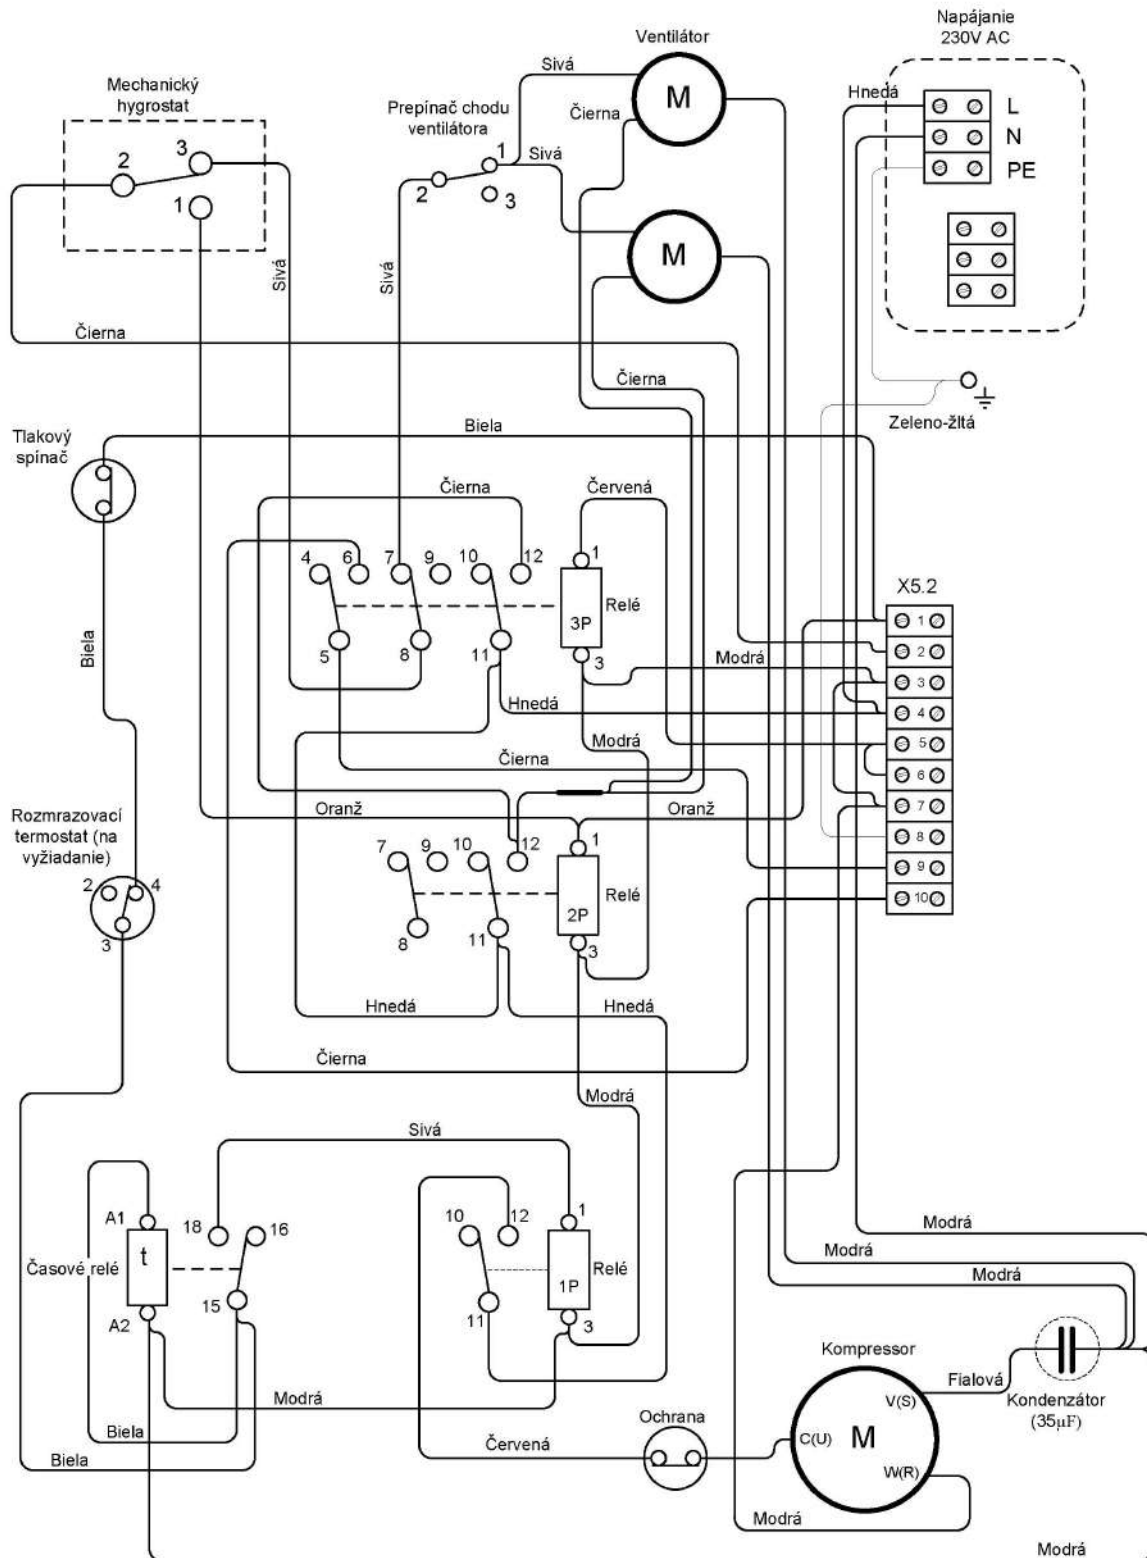 Napájanie
230V AC
Ventilátor
Sivá
Mechanický
hygrostat
Prepínač chodu
ventilátora
Čierna
M
Hnedá
L
N
PE
2
3
1
1
Sivá
2
3
Sivá
Sivá
M
Čierna
Čierna
Zeleno-žltá
Biela
Tlakový
spínač
Čierna
Červená
4
6
7
9
10
12
1
X5.2
Relé
3P
1
5
8
11
3
Modrá
2
Biela
3
Hnedá
4
Modrá
5
Čierna
6
Rozmrazovací
termostat (na
vyžiadanie)
Oranž
Oranž
7
7
9
10
12
1
8
2
4
Relé
2P
9
3
8
11
3
10
Hnedá
Hnedá
Čierna
Modrá
Sivá
A1
18
16
10
12
1
Modrá
Modrá
Modrá
Časové relé
t
Relé
1P
15
11
3
A2
Kompressor
Fialová
Kondenzátor
(35µF)
Modrá
V(S)
Ochrana
Biela
Červená
C(U)
M
Biela
W(R)
Modrá
Modrá